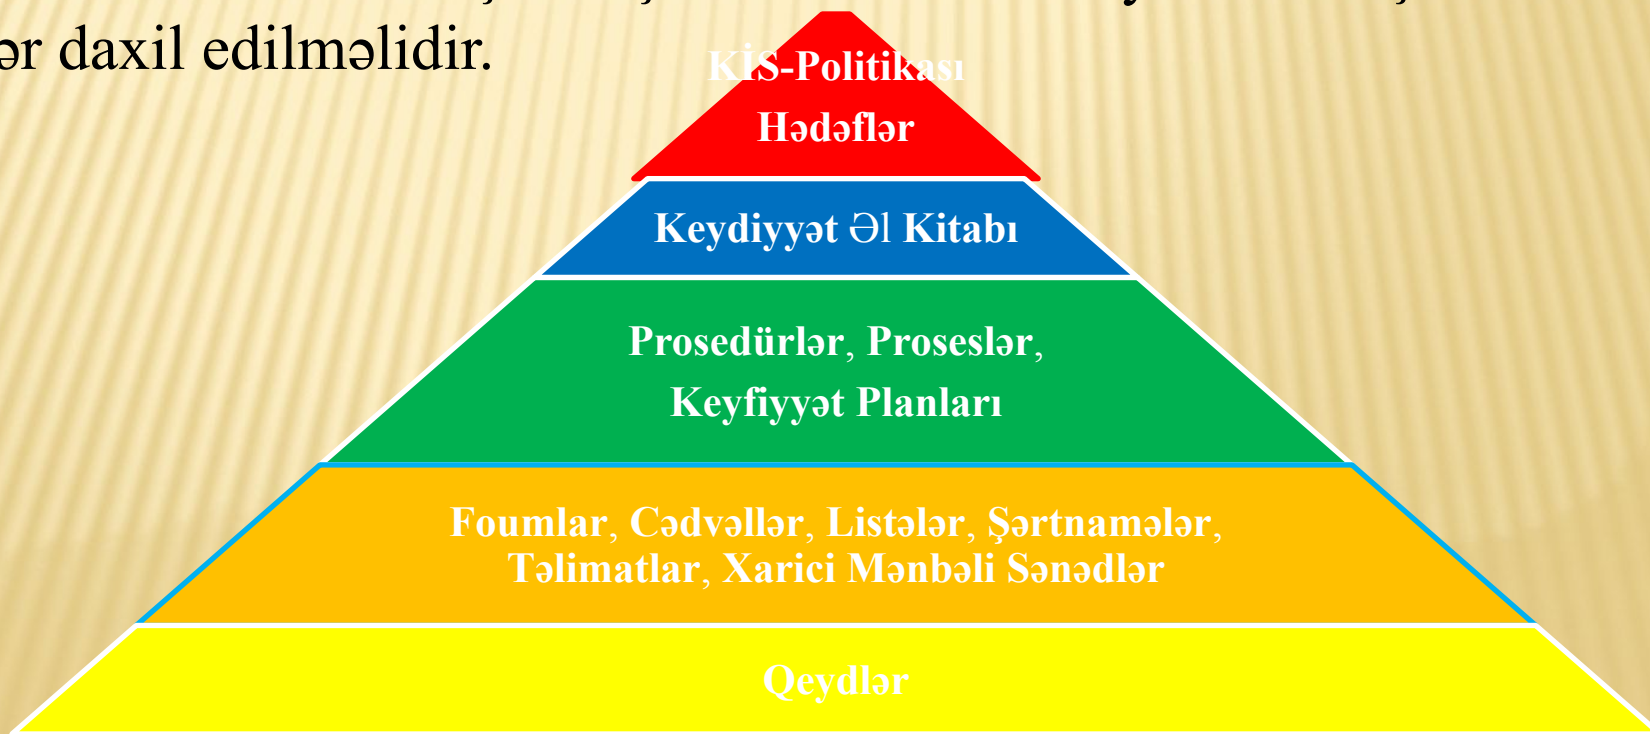 ər daxil edilməlidir.
KİS-Politikası
Hədəflər
Keydiyyət Əl Kitabı
Prosedürlər, Proseslər,
Keyfiyyət Planları
Foumlar, Cədvəllər, Listələr, Şərtnamələr,
Təlimatlar, Xarici Mənbəli Sənədlər
Qeydlər